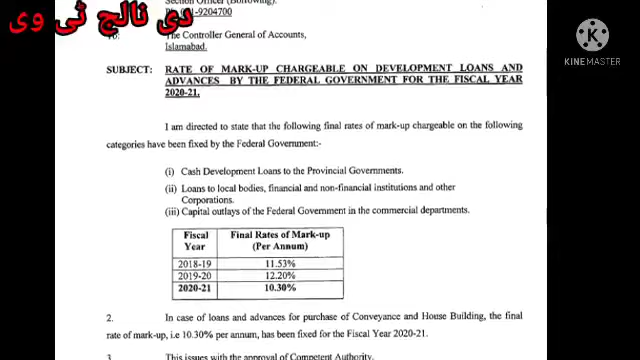 Section Officer (Borrowing).
-9204700
دی نالج ٹی وی
The Controller General of Accounts,
Islamabad.
K
KINEMASTER
SUBJECT: RATE OF MARK-UP CHARGEABLE ON DEVELOPMENT LOANS AND
ADVANCES BY THE FEDERAL GOVERNMENT FOR THE FISCAL YEAR
2020-21.
I am directed to state that the following final rates of mark-up chargeable on the following
categories have been fixed by the Federal Government:-
(i) Cash Development Loans to the Provincial Governments.
(ii) Loans to local bodies, financial and non-financial institutions and other
Corporations.
(iii) Capital outlays of the Federal Government in the commercial departments.
Fiscal Year Final Rates of Mark-up (Per Annum)
2018-19 11.53%
2019-20 12.20%
2020-21 10.30%
2. In case of loans and advances for purchase of Conveyance and House Building, the final
rate of mark-up, i.e 10.30% per annum, has been fixed for the Fiscal Year 2020-21.
3. This issues with the approval of Competent Authority.